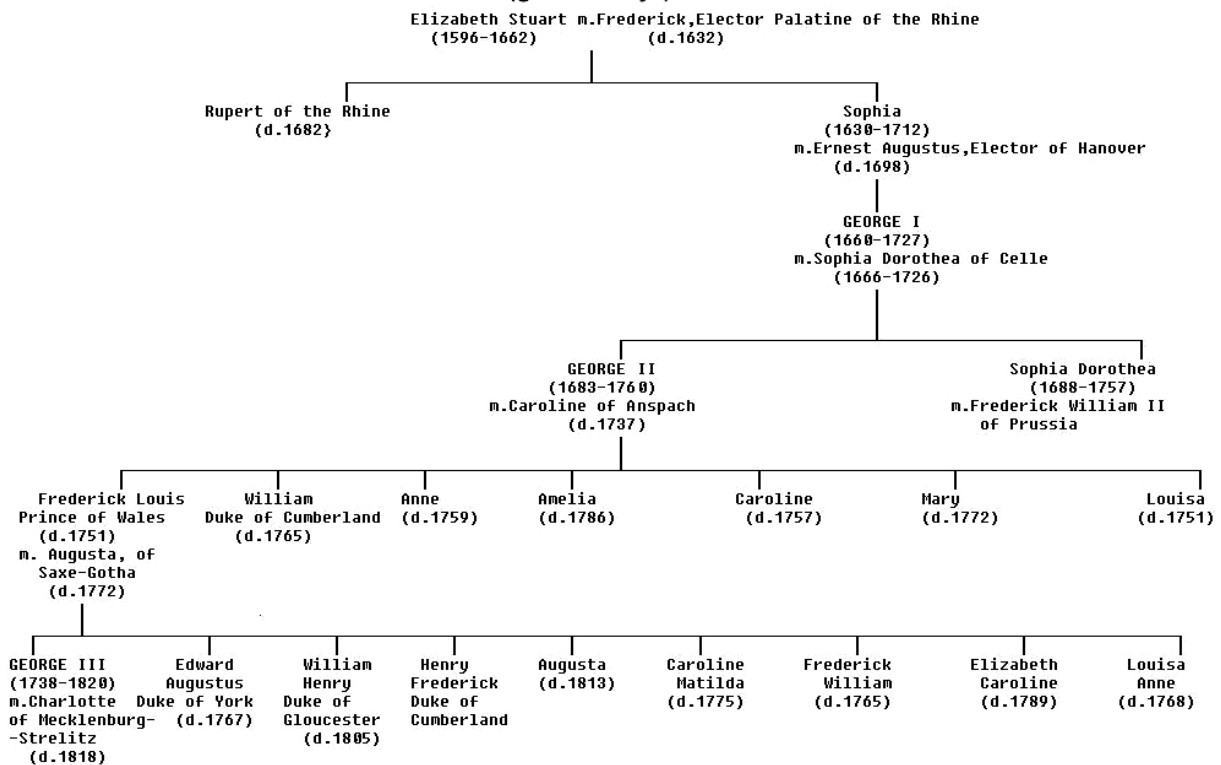 Elizabeth Stuart m.Frederick,Elector Palatine of the Rhine
(1596-1662) (d.1632)
Rupert of the Rhine
(d.1682}
Sophia
(1630-1712)
m.Ernest Augustus,Elector of Hanover
(d.1698)
GEORGE I
(1660-1727)
m.Sophia Dorothea of Celle
(1666-1726)
GEORGE II
(1683-1760)
m.Caroline of Anspach
(d.1737)
Sophia Dorothea
(1688-1757)
m.Frederick William II
of Prussia
Frederick Louis
Prince of Wales
(d.1751)
m. Augusta, of
Saxe-Gotha
(d.1772)
William
Duke of Cumberland
(d.1765)
Anne
(d.1759)
Amelia
(d.1786)
Caroline
(d.1757)
Mary
(d.1772)
Louisa
(d.1751)
GEORGE III
(1738-1820)
m.Charlotte
of Mecklenburg-
-Strelitz
(d.1818)
Edward
Augustus
Duke of York
(d.1767)
William
Henry
Duke of
Gloucester
(d.1805)
Henry
Frederick
Duke of
Cumberland
Augusta
(d.1813)
Caroline
Matilda
(d.1775)
Frederick
William
(d.1765)
Elizabeth
Caroline
(d.1789)
Louisa
Anne
(d.1768)